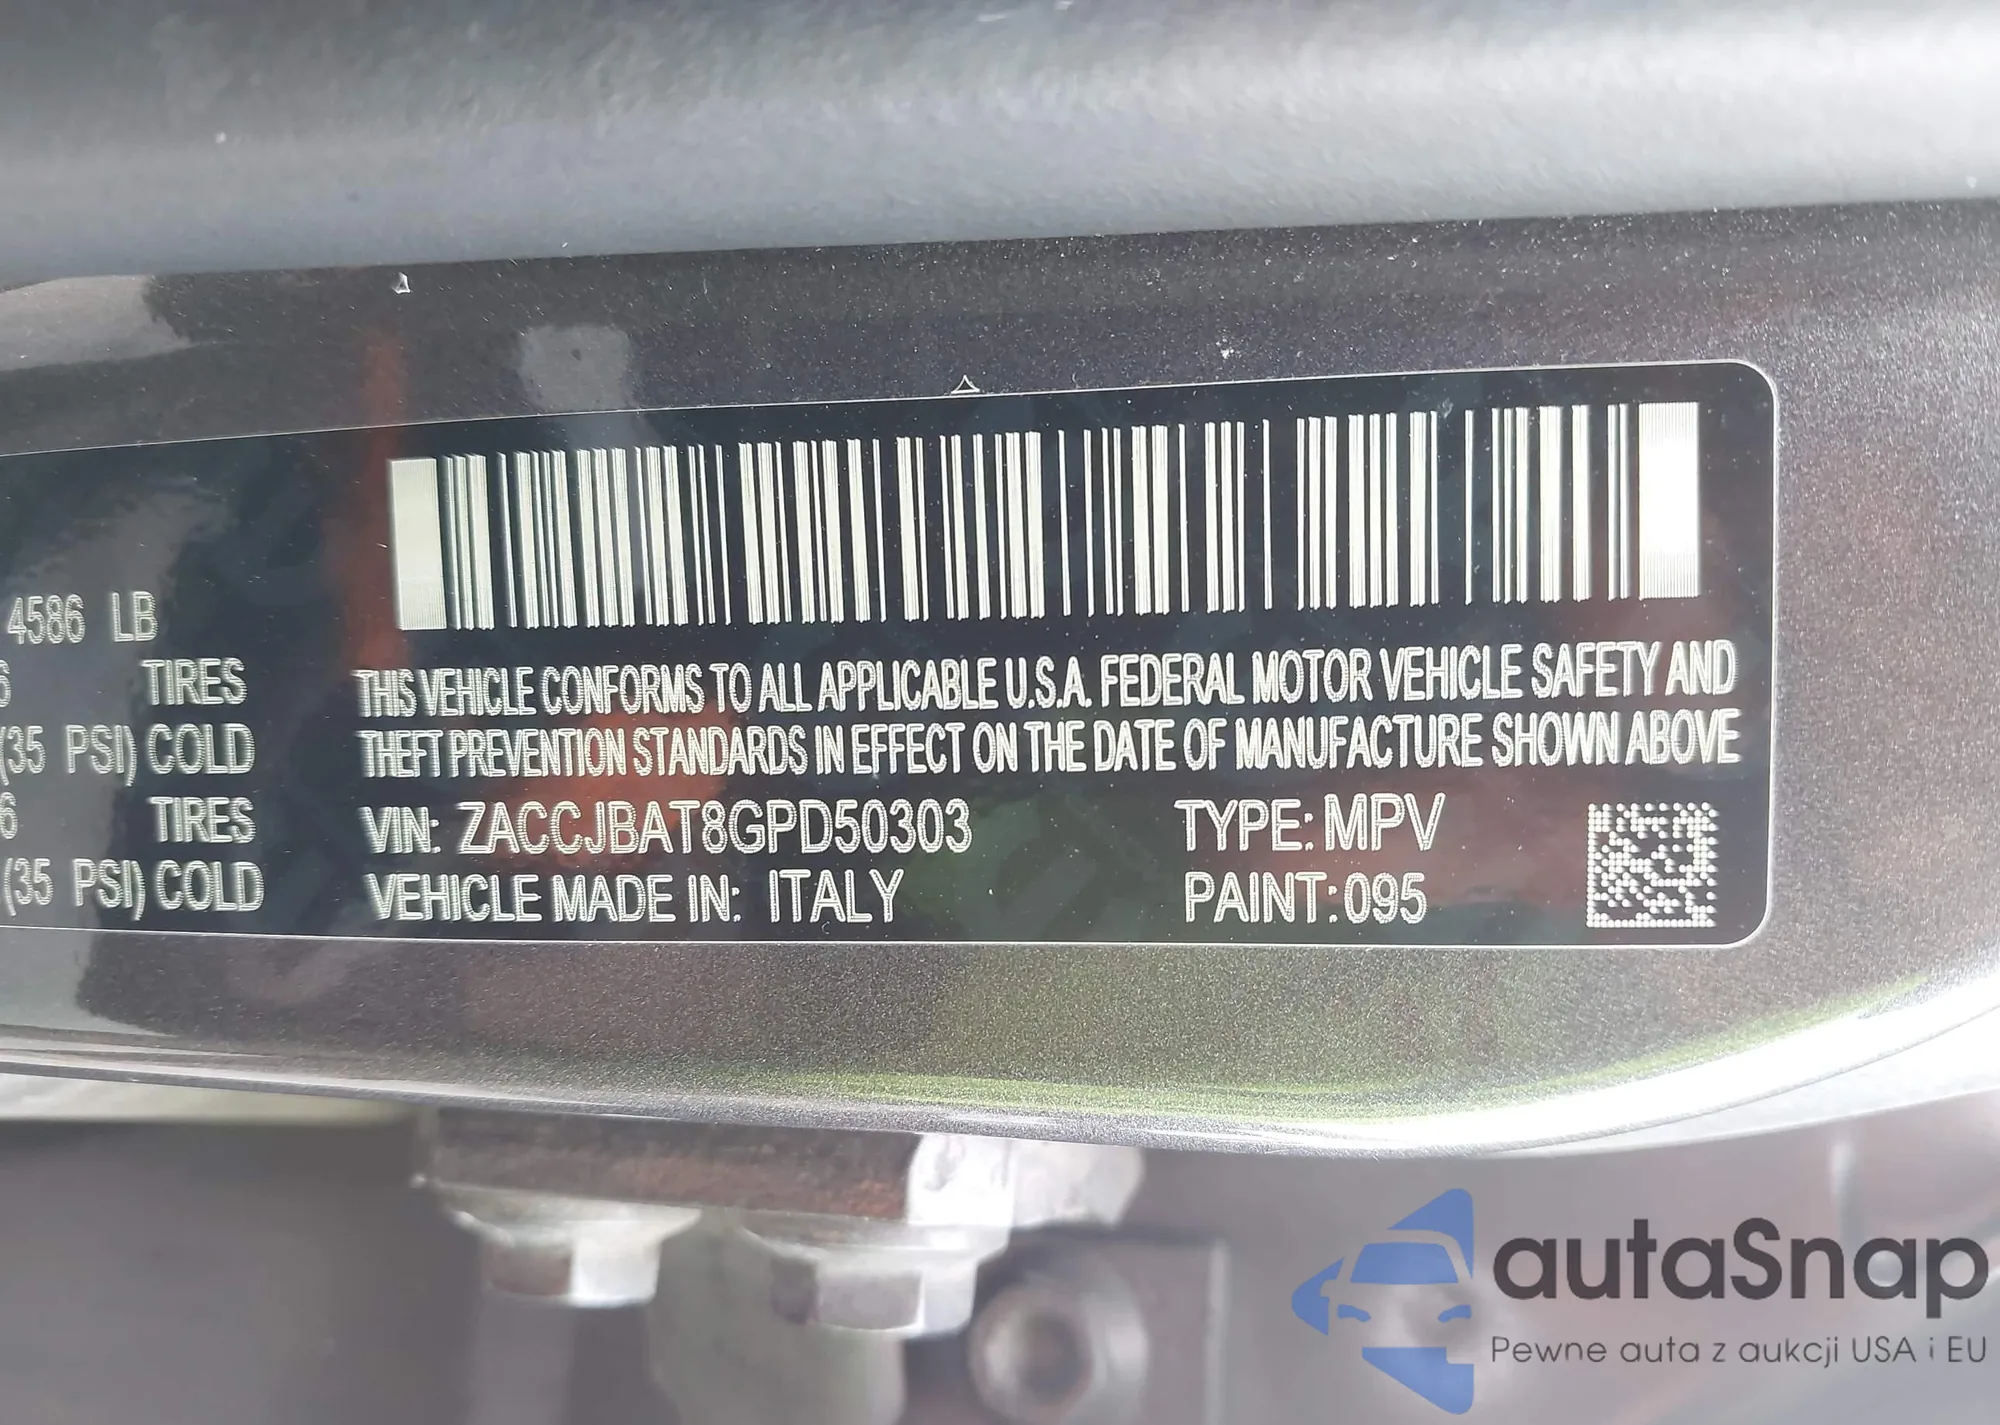 4586 LB
6 TIRES
(35 PSI) COLD
6 TIRES
(35 PSI) COLD
THIS VEHICLE CONFORMS TO ALL APPLICABLE U.S.A. FEDERAL MOTOR VEHICLE SAFETY AND
THEFT PREVENTION STANDARDS IN EFFECT ON THE DATE OF MANUFACTURE SHOWN ABOVE
VIN: ZACCJBAT8GPD50303 TYPE: MPV
VEHICLE MADE IN: ITALY PAINT: 095
autaSnap
Pewne auta z aukcji USA i EU